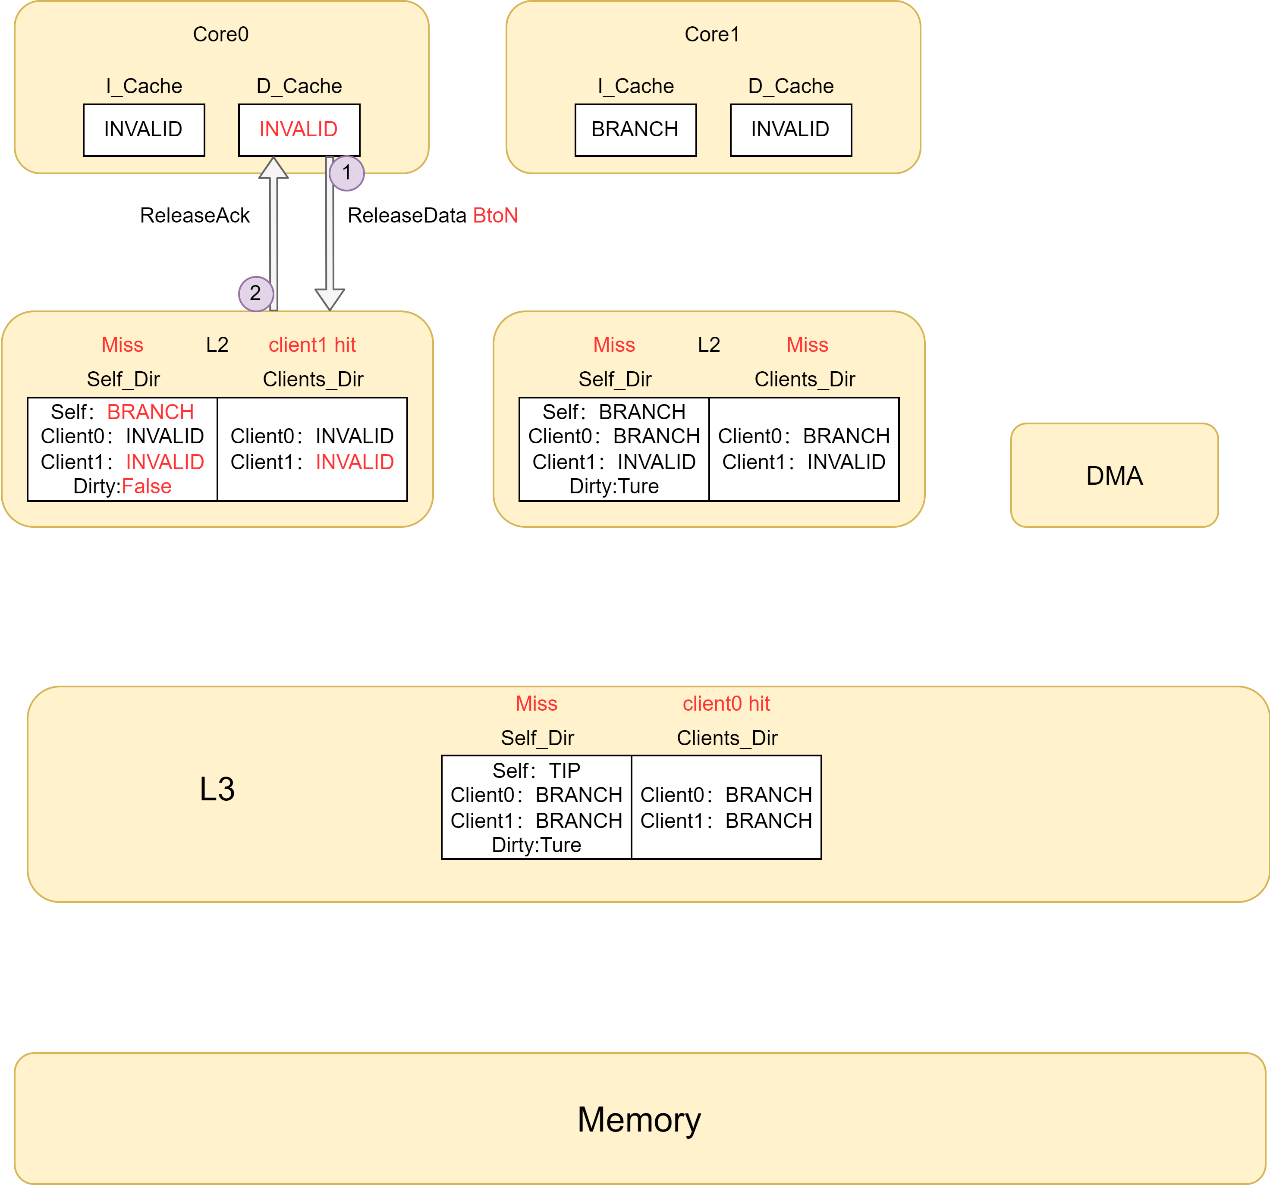 Core0
Core1
I_Cache
D_Cache
I_Cache
D_Cache
INVALID
INVALID
BRANCH
INVALID
1
ReleaseAck
ReleaseData BtoN
2
Miss
L2
client1 hit
Miss
L2
Miss
Self_Dir
Clients_Dir
Self_Dir
Clients_Dir
Self：BRANCH
Client0：INVALID
Client1：INVALID
Dirty:False
Client0：INVALID
Client1：INVALID
Self：BRANCH
Client0：BRANCH
Client1：INVALID
Dirty:Ture
Client0：BRANCH
Client1：INVALID
DMA
Miss
client0 hit
Self_Dir
Clients_Dir
L3
Self：TIP
Client0：BRANCH
Client1：BRANCH
Dirty:Ture
Client0：BRANCH
Client1：BRANCH
Memory